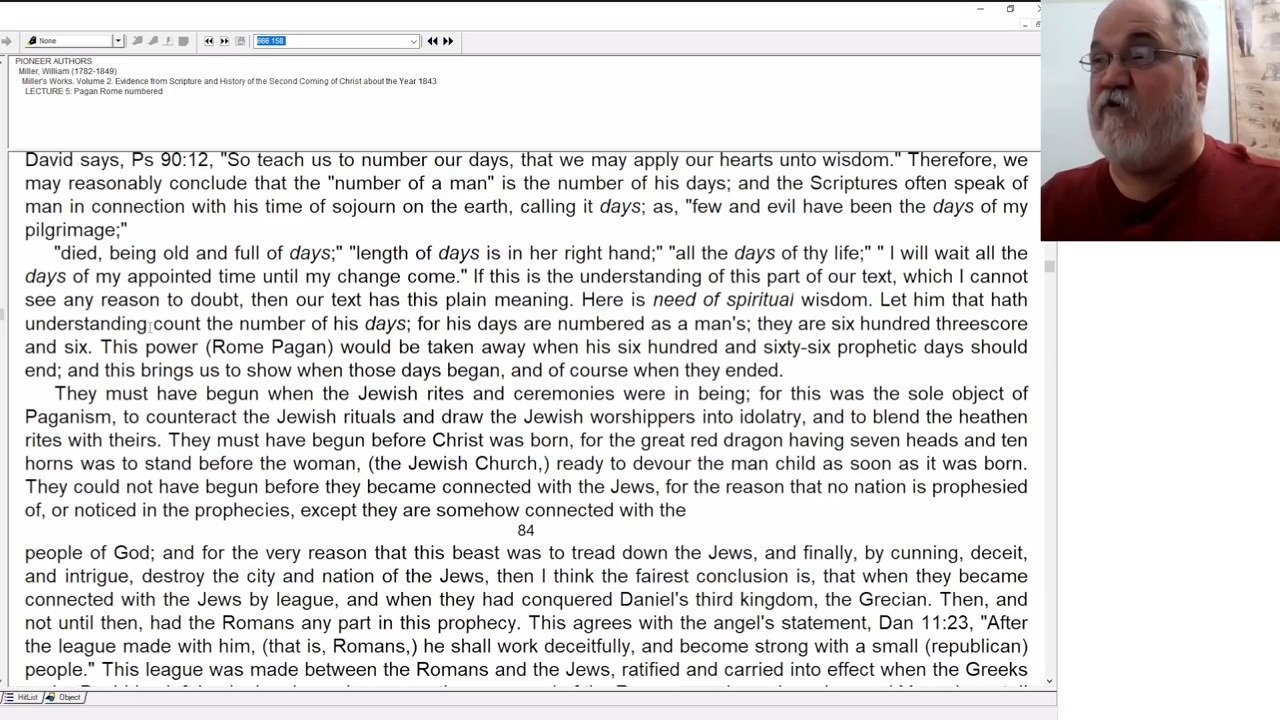 None
666 158
PIONEER AUTHORS
Miller, William (1782-1849)
Miller's Works. Volume 2. Evidence from Scripture and History of the Second Coming of Christ about the Year 1843
LECTURE 5: Pagan Rome numbered
David says, Ps 90:12, "So teach us to number our days, that we may apply our hearts unto wisdom." Therefore, we
may reasonably conclude that the "number of a man" is the number of his days; and the Scriptures often speak of
man in connection with his time of sojourn on the earth, calling it days; as, "few and evil have been the days of my
pilgrimage;"
"died, being old and full of days;" "length of days is in her right hand;" "all the days of thy life;" " I will wait all the
days of my appointed time until my change come." If this is the understanding of this part of our text, which I cannot
see any reason to doubt, then our text has this plain meaning. Here is need of spiritual wisdom. Let him that hath
understanding count the number of his days; for his days are numbered as a man's; they are six hundred threescore
and six. This power (Rome Pagan) would be taken away when his six hundred and sixty-six prophetic days should
end; and this brings us to show when those days began, and of course when they ended.
They must have begun when the Jewish rites and ceremonies were in being; for this was the sole object of
Paganism, to counteract the Jewish rituals and draw the Jewish worshippers into idolatry, and to blend the heathen
rites with theirs. They must have begun before Christ was born, for the great red dragon having seven heads and ten
horns was to stand before the woman, (the Jewish Church,) ready to devour the man child as soon as it was born.
They could not have begun before they became connected with the Jews, for the reason that no nation is prophesied
of, or noticed in the prophecies, except they are somehow connected with the
84
people of God; and for the very reason that this beast was to tread down the Jews, and finally, by cunning, deceit,
and intrigue, destroy the city and nation of the Jews, then I think the fairest conclusion is, that when they became
connected with the Jews by league, and when they had conquered Daniel's third kingdom, the Grecian. Then, and
not until then, had the Romans any part in this prophecy. This agrees with the angel's statement, Dan 11:23, "After
the league made with him, (that is, Romans,) he shall work deceitfully, and become strong with a small (republican)
people." This league was made between the Romans and the Jews, ratified and carried into effect when the Greeks
HitList
Object